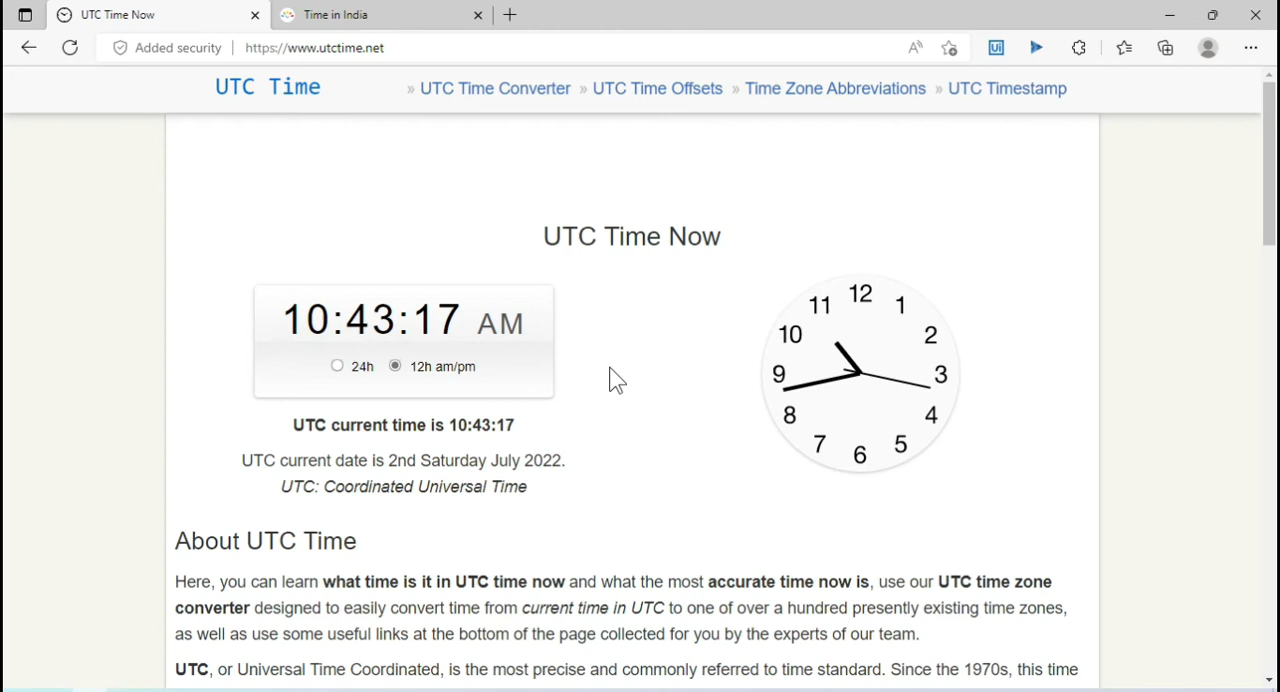 UTC Time Now
Time in India
Added security
https://www.utctime.net
UTC Time
» UTC Time Converter » UTC Time Offsets » Time Zone Abbreviations » UTC Timestamp
UTC Time Now
10:43:17 AM
24h 12h am/pm
UTC current time is 10:43:17
UTC current date is 2nd Saturday July 2022.
UTC: Coordinated Universal Time
12
11 1
10 2
9 3
8 4
7 5
6
About UTC Time
Here, you can learn what time is it in UTC time now and what the most accurate time now is, use our UTC time zone
converter designed to easily convert time from current time in UTC to one of over a hundred presently existing time zones,
as well as use some useful links at the bottom of the page collected for you by the experts of our team.
UTC, or Universal Time Coordinated, is the most precise and commonly referred to time standard. Since the 1970s, this time